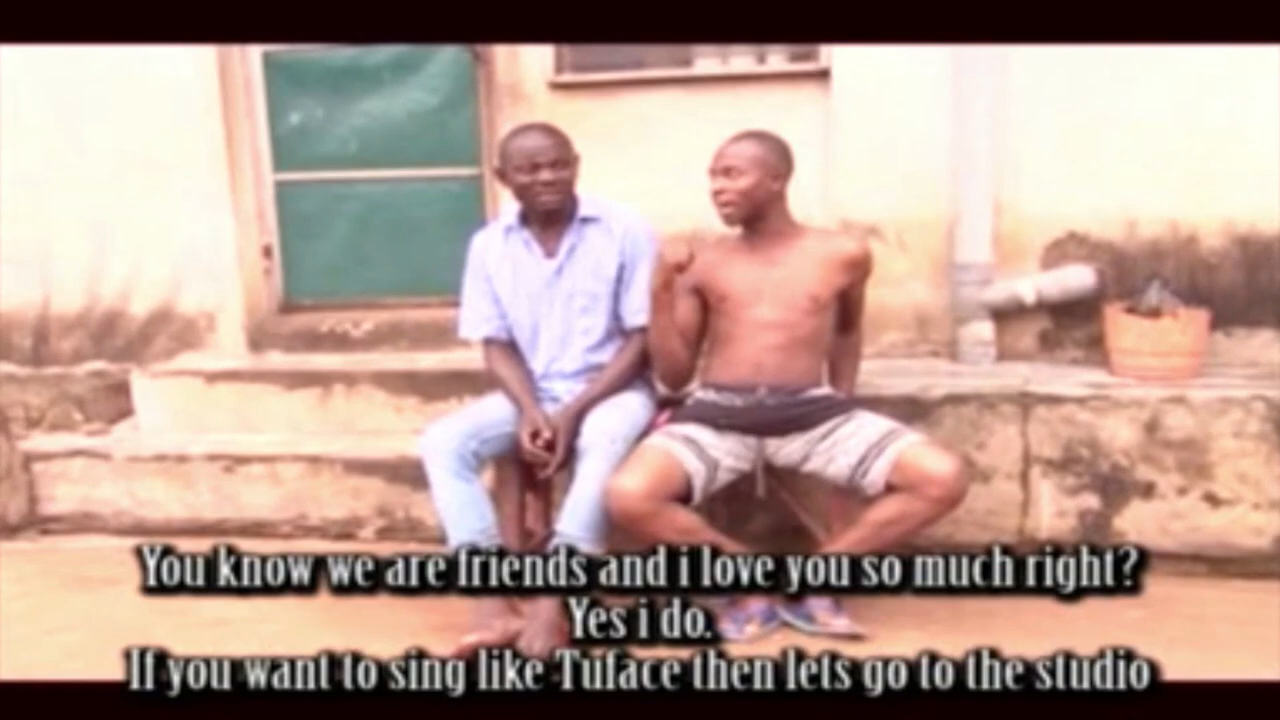 You know we are friends and i love you so much right?
Yes i do.
If you want to sing like Tuface then lets go to the studio